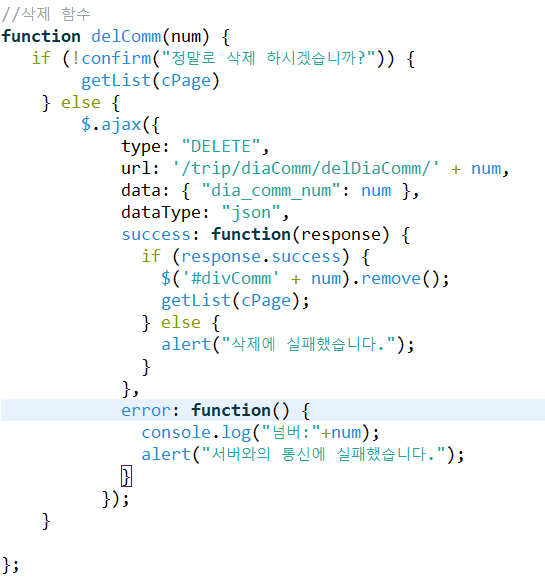 //삭제 함수
function delComm(num) {
   if (!confirm("정말로 삭제 하시겠습니까?")) {
        getList(cPage)
    } else {
        $.ajax({
            type: "DELETE",
            url: '/trip/diaComm/delDiaComm/' + num,
            data: { "dia_comm_num": num },
            dataType: "json",
            success: function(response) {
              if (response.success) {
                $('#divComm' + num).remove();
                getList(cPage);
              } else {
                alert("삭제에 실패했습니다.");
              }
            },
            error: function() {
              console.log("넘버:"+num);
              alert("서버와의 통신에 실패했습니다.");
            }
          });
    }
};